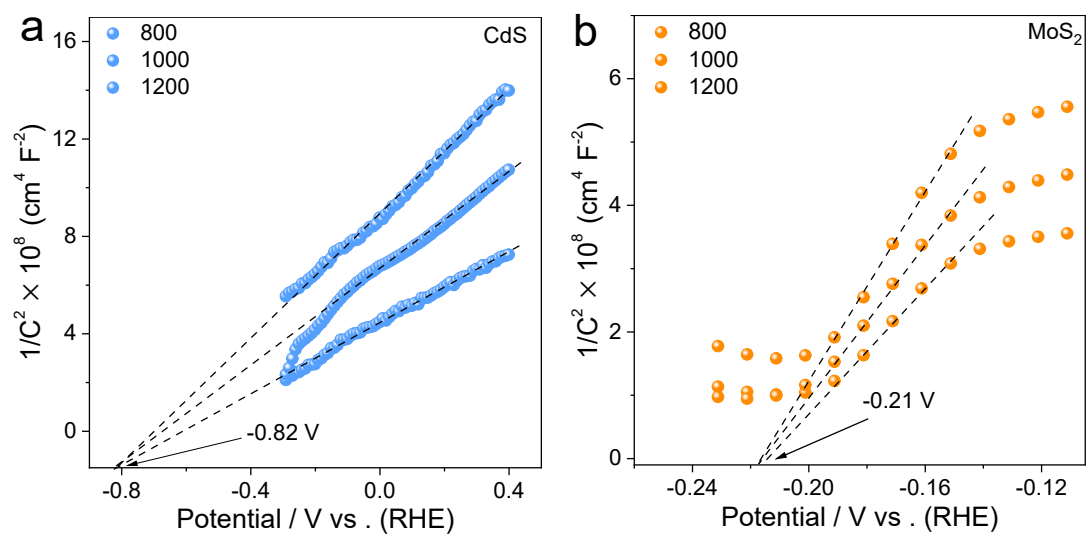 a
800
1000
1200
CdS
16
12
8
4
0
1/C² × 10⁸ (cm⁴ F⁻²)
-0.82 V
-0.8
-0.4
0.0
0.4
Potential / V vs . (RHE)
b
800
1000
1200
MoS₂
6
4
2
0
1/C² × 10⁸ (cm⁴ F⁻²)
-0.21 V
-0.24
-0.20
-0.16
-0.12
Potential / V vs . (RHE)